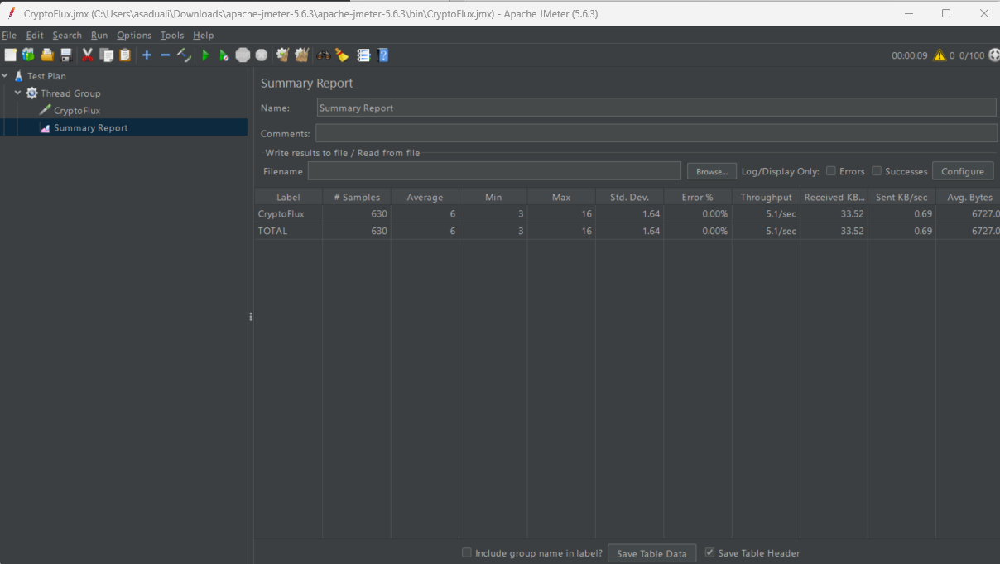 CryptoFlux.jmx (C:\Users\asaduali\Downloads\apache-jmeter-5.6.3\apache-jmeter-5.6.3\bin\CryptoFlux.jmx) - Apache JMeter (5.6.3)
File Edit Search Run Options Tools Help
00:00:09 0 0/100
Test Plan
Thread Group
CryptoFlux
Summary Report
Summary Report
Name: Summary Report
Comments:
Write results to file / Read from file
Filename Browse... Log/Display Only: Errors Successes Configure
Label # Samples Average Min Max Std. Dev. Error % Throughput Received KB... Sent KB/sec Avg. Bytes
CryptoFlux 630 6 3 16 1.64 0.00% 5.1/sec 33.52 0.69 6727.0
TOTAL 630 6 3 16 1.64 0.00% 5.1/sec 33.52 0.69 6727.0
Include group name in label? Save Table Data Save Table Header